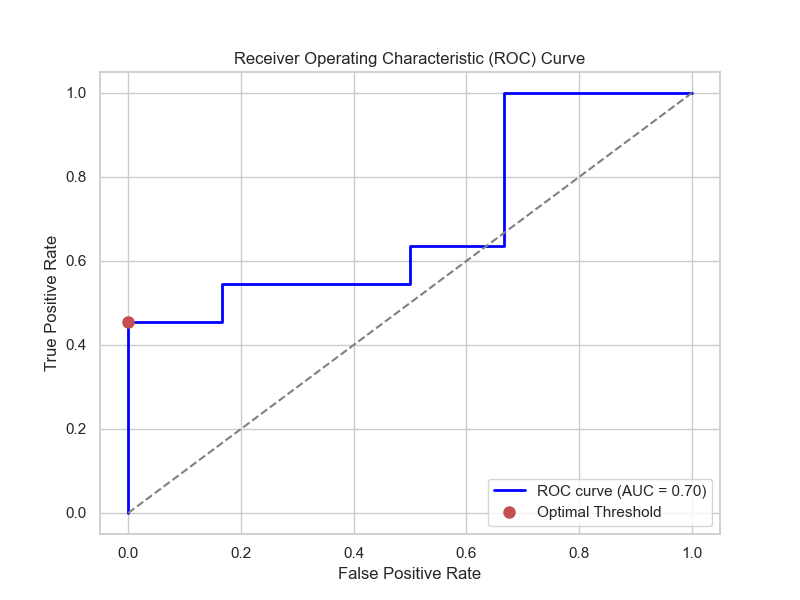 Receiver Operating Characteristic (ROC) Curve
1.0
0.8
0.6
0.4
0.2
0.0
True Positive Rate
0.0 0.2 0.4 0.6 0.8 1.0
False Positive Rate
ROC curve (AUC = 0.70)
Optimal Threshold